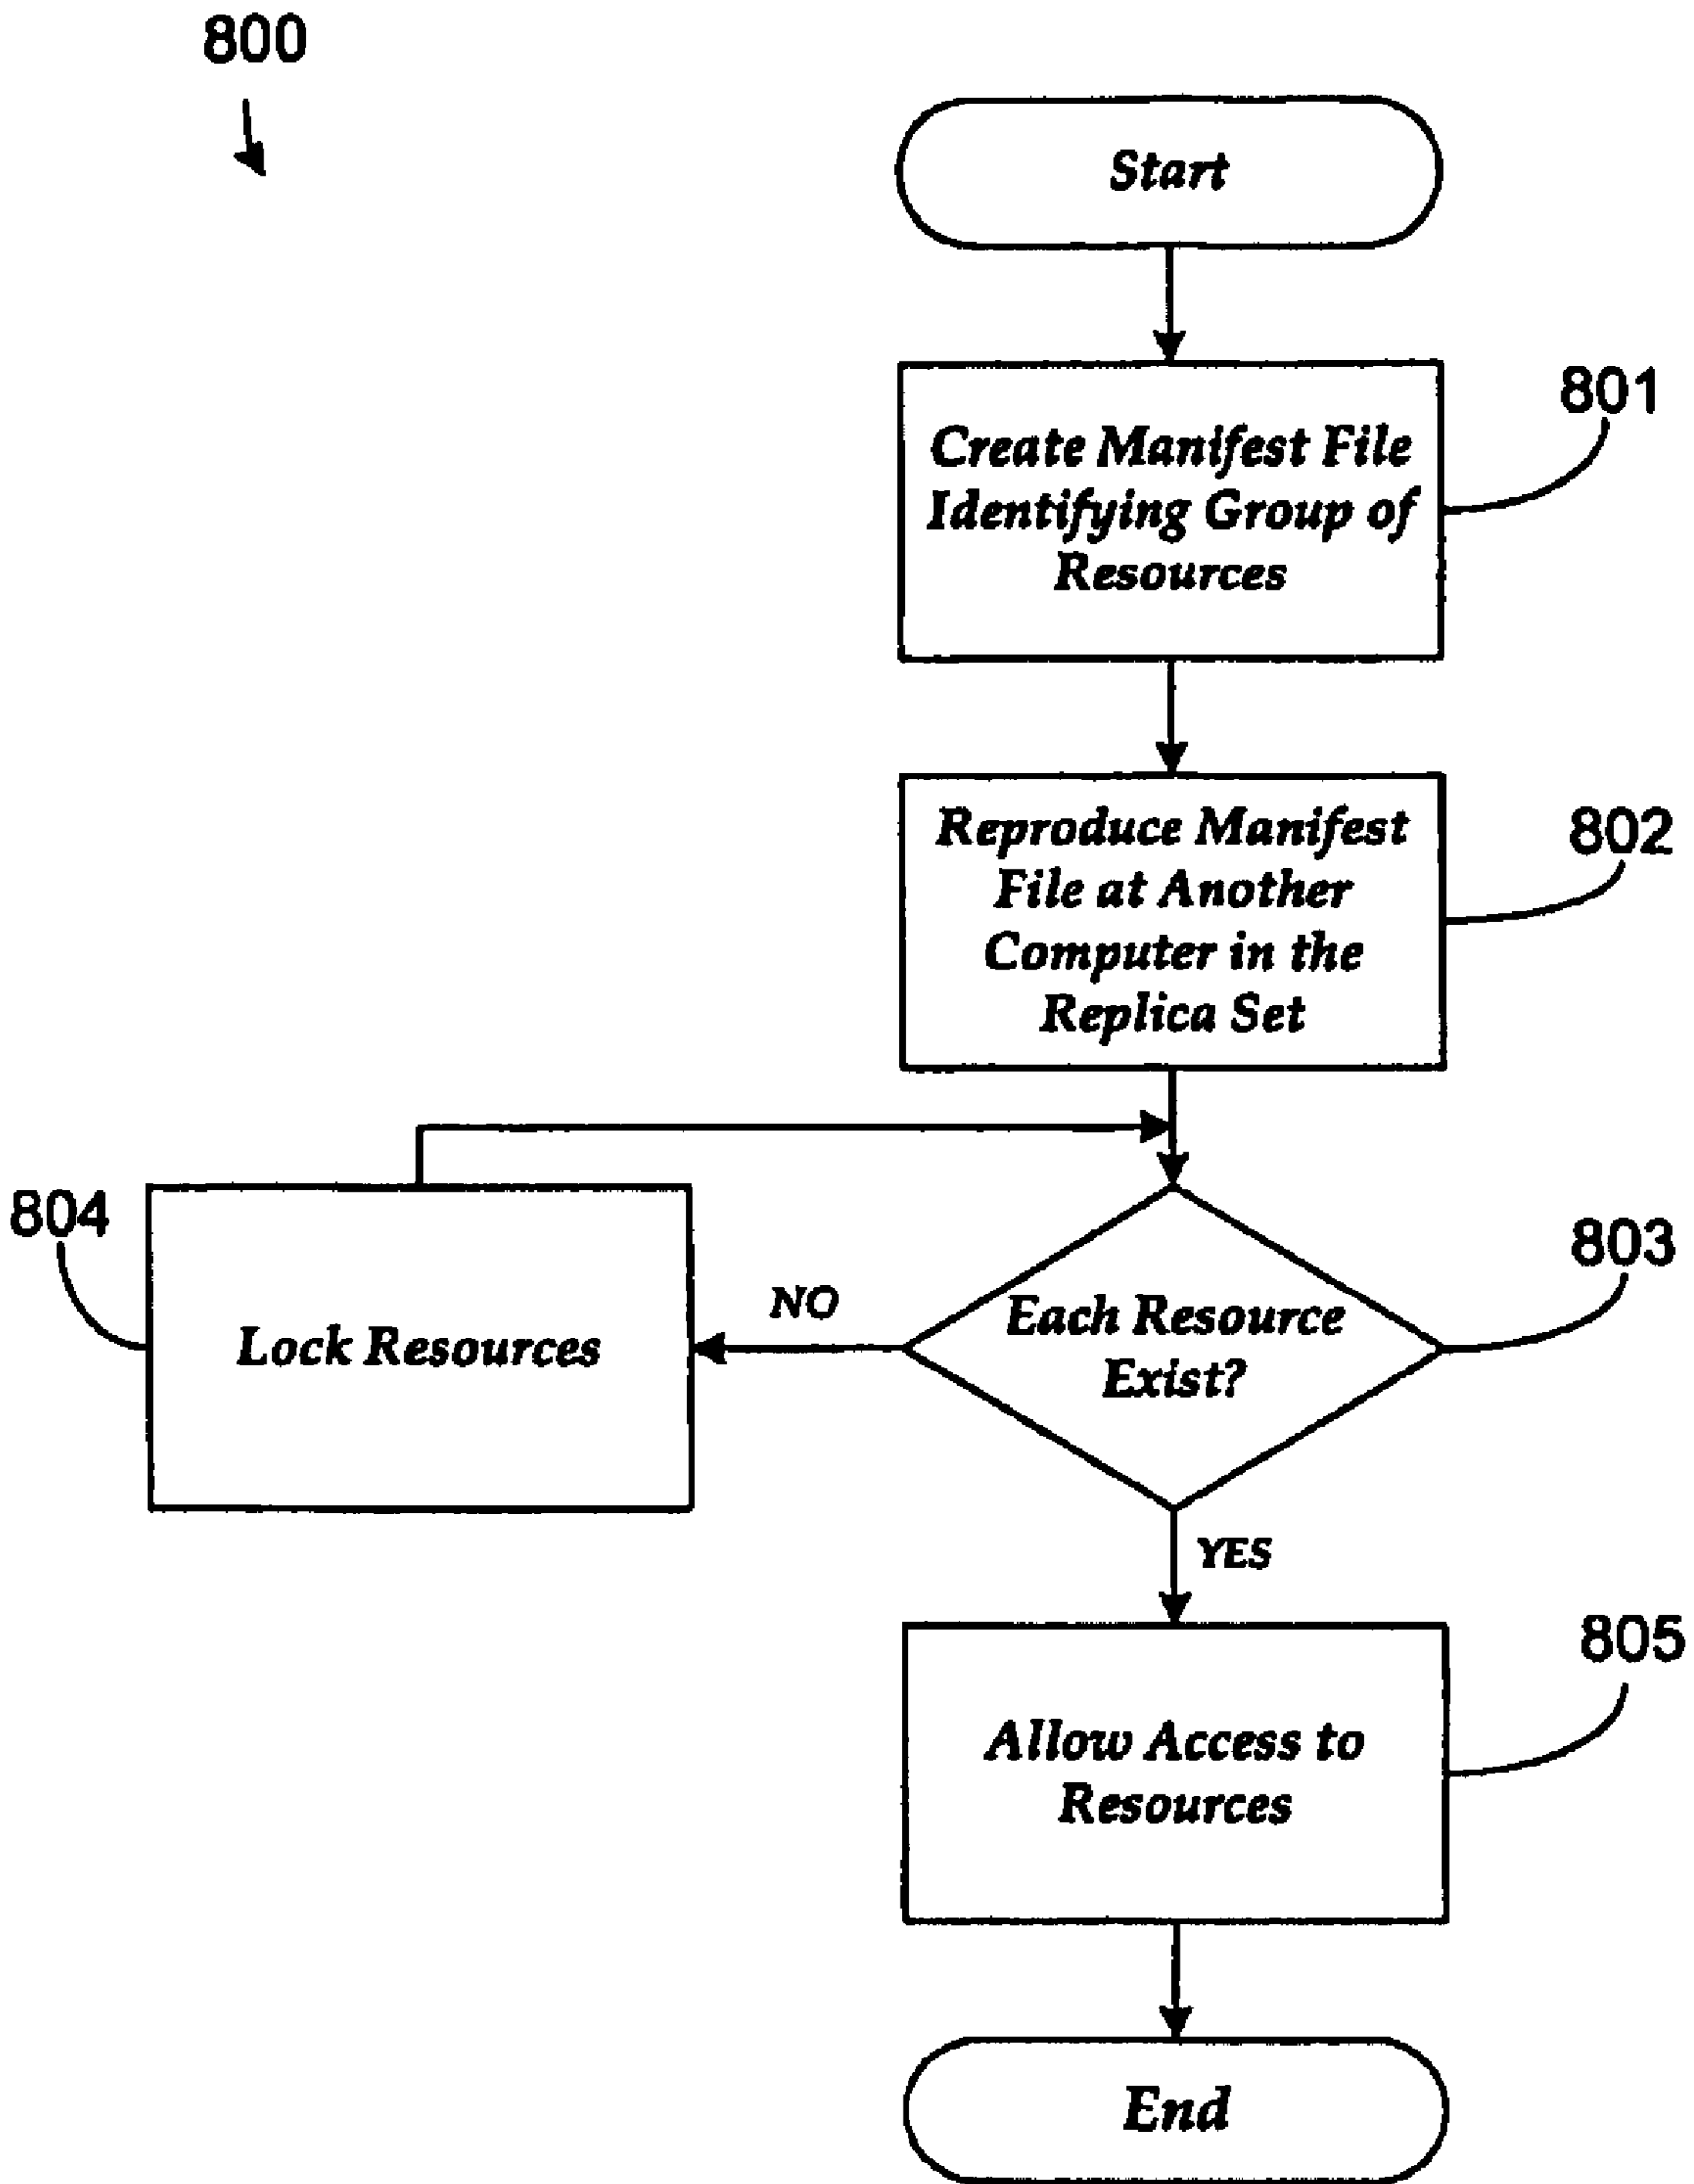 800
Start
801
Create Manifest File
Identifying Group of
Resources
802
Reproduce Manifest
File at Another
Computer in the
Replica Set
804
Lock Resources
NO
803
Each Resource
Exist?
YES
805
Allow Access to
Resources
End